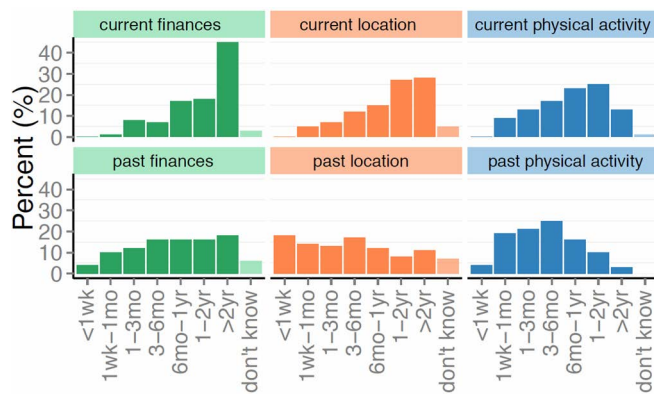 current finances current location current physical activity
Percent (%)
40
30
20
10
0
past finances past location past physical activity
40
30
20
10
0
<1wk
1wk–1mo
1–3mo
3–6mo
6mo–1yr
1–2yr
>2yr
don't know
<1wk
1wk–1mo
1–3mo
3–6mo
6mo–1yr
1–2yr
>2yr
don't know
<1wk
1wk–1mo
1–3mo
3–6mo
6mo–1yr
1–2yr
>2yr
don't know